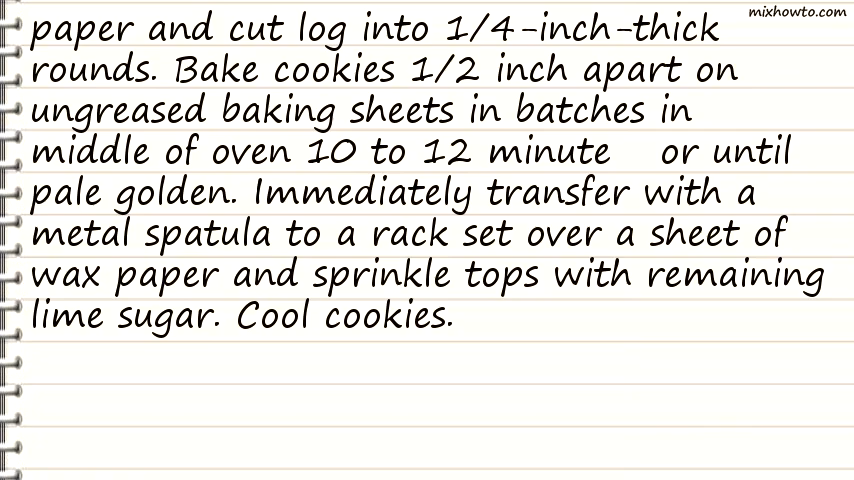 mixhowto.com
paper and cut log into 1/4-inch-thick
rounds. Bake cookies 1/2 inch apart on
ungreased baking sheets in batches in
middle of oven 10 to 12 minute   or until
pale golden. Immediately transfer with a
metal spatula to a rack set over a sheet of
wax paper and sprinkle tops with remaining
lime sugar. Cool cookies.